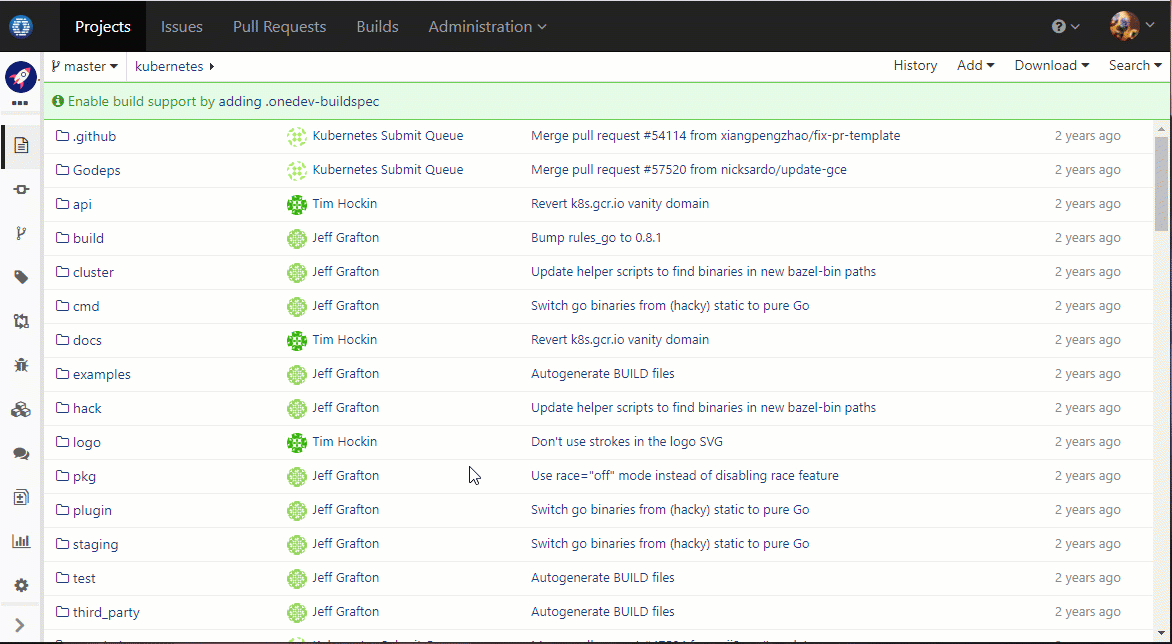 Projects Issues Pull Requests Builds Administration
master kubernetes History Add Download Search
Enable build support by adding .onedev-buildspec
.github Kubernetes Submit Queue Merge pull request #54114 from xiangpengzhao/fix-pr-template 2 years ago
Godeps Kubernetes Submit Queue Merge pull request #57520 from nicksardo/update-gce 2 years ago
api Tim Hockin Revert k8s.gcr.io vanity domain 2 years ago
build Jeff Grafton Bump rules_go to 0.8.1 2 years ago
cluster Jeff Grafton Update helper scripts to find binaries in new bazel-bin paths 2 years ago
cmd Jeff Grafton Switch go binaries from (hacky) static to pure Go 2 years ago
docs Tim Hockin Revert k8s.gcr.io vanity domain 2 years ago
examples Jeff Grafton Autogenerate BUILD files 2 years ago
hack Jeff Grafton Update helper scripts to find binaries in new bazel-bin paths 2 years ago
logo Tim Hockin Don't use strokes in the logo SVG 2 years ago
pkg Jeff Grafton Use race="off" mode instead of disabling race feature 2 years ago
plugin Jeff Grafton Switch go binaries from (hacky) static to pure Go 2 years ago
staging Jeff Grafton Switch go binaries from (hacky) static to pure Go 2 years ago
test Jeff Grafton Autogenerate BUILD files 2 years ago
third_party Jeff Grafton Autogenerate BUILD files 2 years ago